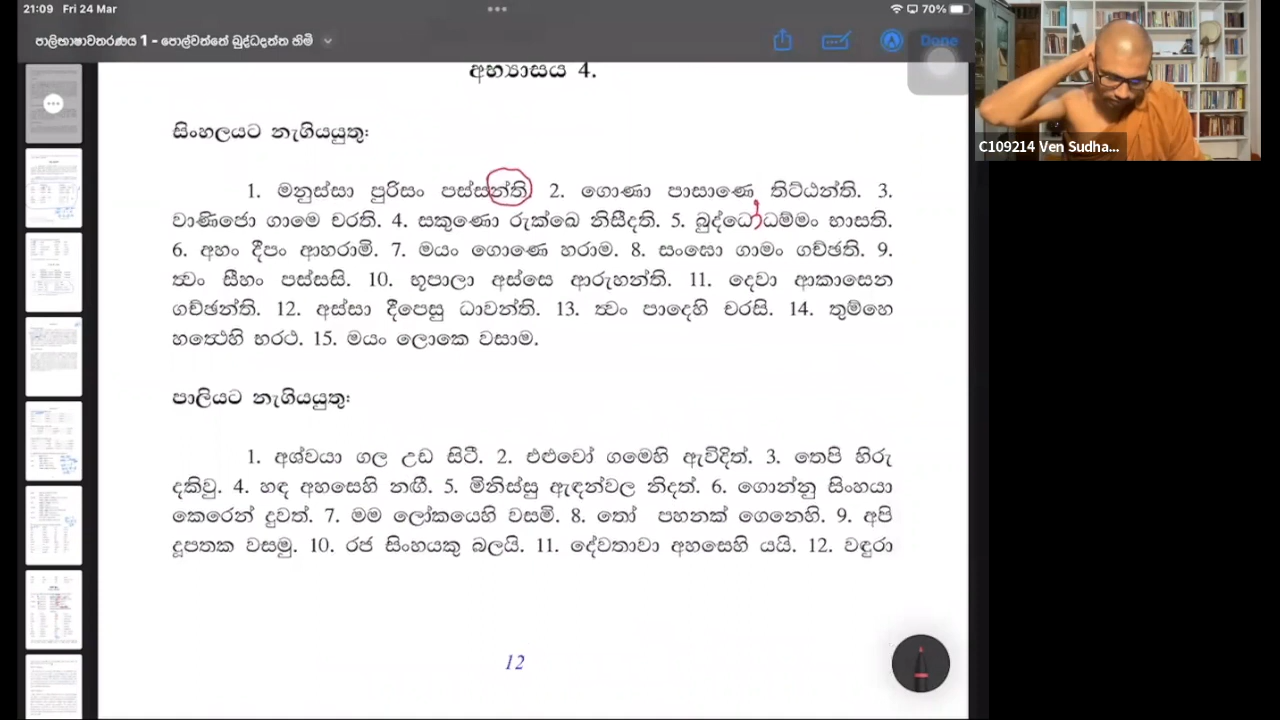 21:09 Fri 24 Mar
70%
පාලිභාෂාවතරණය 1 - පොල්වත්තේ බුද්ධදත්ත හිමි
Done
අභ්‍යාසය 4.
C109214 Ven Sudha...
සිංහලයට නැගියයුතු:
1. මනුස්සා පුරිසං පස්සන්ති. 2. ගොණා පාසාණෙ තිට්ඨන්ති. 3.
වාණිජො ගාමෙ චරති. 4. සකුණො රුක්ඛෙ නිසීදති. 5. බුද්ධො ධම්මං භාසති.
6. අහං දීපං ආහරාමි. 7. මයං ගොණෙ හරාම. 8. සංඝො ගාමං ගච්ඡති. 9.
ත්‍වං සීහං පස්සසි. 10. භූපාලා අස්සෙ ආරුහන්ති. 11. දෙවා ආකාසෙන
ගච්ඡන්ති. 12. අස්සා දීපෙසු ධාවන්ති. 13. ත්‍වං පාදෙහි චරසි. 14. තුම්හෙ
හත්‍ථෙහි භරථ. 15. මයං ලොකෙ වසාම.
පාලියට නැගියයුතු:
1. අශ්වයා ගල උඩ සිටී. 2. එළුවෝ ගමෙහි ඇවිදිත්. 3. තෙපි හිරු
දකිවු. 4. හඳ අහසෙහි නගී. 5. මිනිස්සු ඇඳන්වල නිදත්. 6. ගොන්නු සිංහයා
කෙරෙන් දුවත්. 7. මම ලෝකයෙහි වසමි. 8. තෝ පහනක් ගෙනෙහි. 9. අපි
දූපතක වසමු. 10. රජ සිංහයකු බලයි. 11. දේවතාවා අහසෙහි යයි. 12. වඳුරා
12